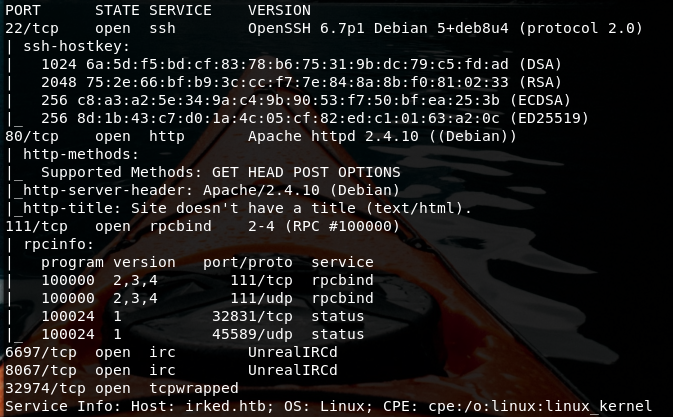 PORT      STATE SERVICE     VERSION
22/tcp    open  ssh         OpenSSH 6.7p1 Debian 5+deb8u4 (protocol 2.0)
| ssh-hostkey:
|   1024 6a:5d:f5:bd:cf:83:78:b6:75:31:9b:dc:79:c5:fd:ad (DSA)
|   2048 75:2e:66:bf:b9:3c:cc:f7:7e:84:8a:8b:f0:81:02:33 (RSA)
|   256 c8:a3:a2:5e:34:9a:c4:9b:90:53:f7:50:bf:ea:25:3b (ECDSA)
|_  256 8d:1b:43:c7:d0:1a:4c:05:cf:82:ed:c1:01:63:a2:0c (ED25519)
80/tcp    open  http        Apache httpd 2.4.10 ((Debian))
| http-methods:
|_  Supported Methods: GET HEAD POST OPTIONS
|_http-server-header: Apache/2.4.10 (Debian)
|_http-title: Site doesn't have a title (text/html).
111/tcp   open  rpcbind     2-4 (RPC #100000)
| rpcinfo:
|   program version   port/proto  service
|   100000  2,3,4        111/tcp  rpcbind
|   100000  2,3,4        111/udp  rpcbind
|   100024  1          32831/tcp  status
|_  100024  1          45589/udp  status
6697/tcp  open  irc         UnrealIRCd
8067/tcp  open  irc         UnrealIRCd
32974/tcp open  tcpwrapped
Service Info: Host: irked.htb; OS: Linux; CPE: cpe:/o:linux:linux_kernel